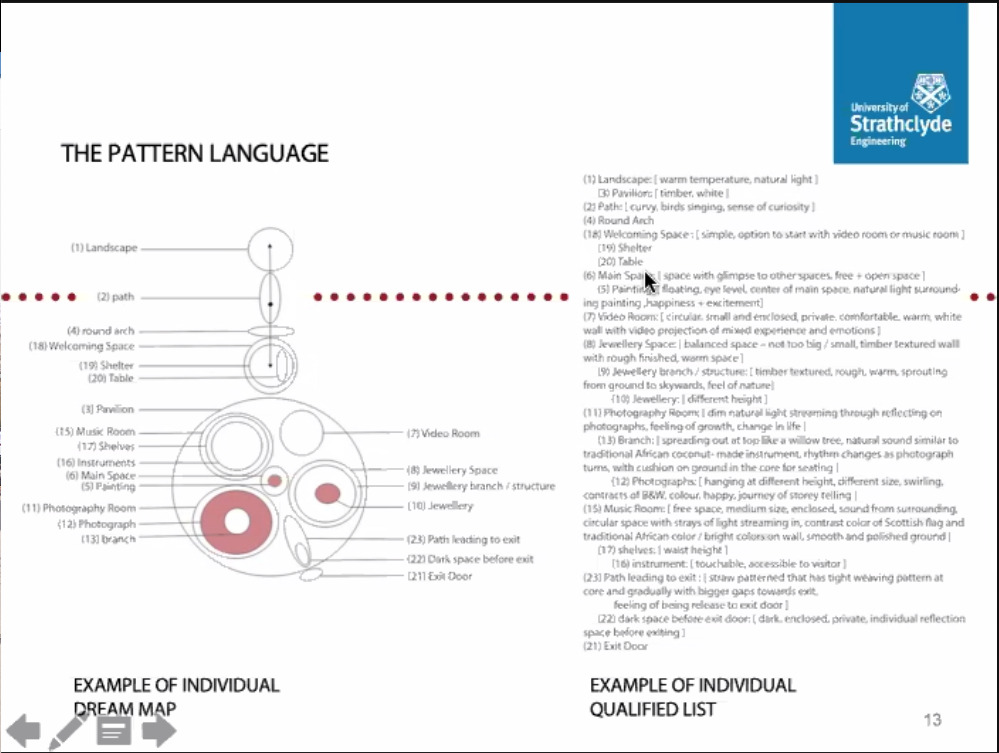 University of
Strathclyde
Engineering
THE PATTERN LANGUAGE
(1) Landscape
(2) path
(4) round arch
(18) Welcoming Space
(19) Shelter
(20) Table
(3) Pavilion
(15) Music Room
(17) Shelves
(16) Instruments
(6) Main Space
(5) Painting
(11) Photography Room
(12) Photograph
(13) branch
(7) Video Room
(8) Jewellery Space
(9) Jewellery branch / structure
(10) Jewellery
(23) Path leading to exit
(22) Dark space before exit
(21) Exit Door
EXAMPLE OF INDIVIDUAL
DREAM MAP
(1) Landscape: [ warm temperature, natural light ]
(3) Pavilion: [ timber, white ]
(2) Path: [ curvy, birds singing, sense of curiosity ]
(4) Round Arch
(18) Welcoming Space : [ simple, option to start with video room or music room ]
(19) Shelter
(20) Table
(6) Main Space [ space with glimpse to other spaces, free + open space ]
(5) Painting [ floating, eye level, center of main space, natural light surround-
ing painting ,happiness + excitement]
(7) Video Room: [ circular, small and enclosed, private, comfortable, warm, white
wall with video projection of mixed experience and emotions ]
(8) Jewellery Space: [ balanced space – not too big / small, timber textured walll
with rough finished, warm space ]
(9) Jewellery branch / structure: [ timber textured, rough, warm, sprouting
from ground to skywards, feel of nature]
(10) Jewellery: [ different height ]
(11) Photography Room: [ dim natural light streaming through reflecting on
photographs, feeling of growth, change in life ]
(13) Branch: [ spreading out at top like a willow tree, natural sound similar to
traditional African coconut- made instrument, rhythm changes as photograph
turns, with cushion on ground in the core for seating ]
(12) Photographs: [ hanging at different height, different size, swirling,
contracts of B&W, colour, happy, journey of storey telling ]
(15) Music Room: [ free space, medium size, enclosed, sound from surrounding,
circular space with strays of light streaming in, contrast color of Scottish flag and
traditional African color / bright colors on wall, smooth and polished ground ]
(17) shelves: [ waist height ]
(16) instrument: [ touchable, accessible to visitor ]
(23) Path leading to exit : [ straw patterned that has tight weaving pattern at
core and gradually with bigger gaps towards exit,
feeling of being release to exit door ]
(22) dark space before exit door: [ dark, enclosed, private, individual reflection
space before exiting ]
(21) Exit Door
EXAMPLE OF INDIVIDUAL
QUALIFIED LIST
13